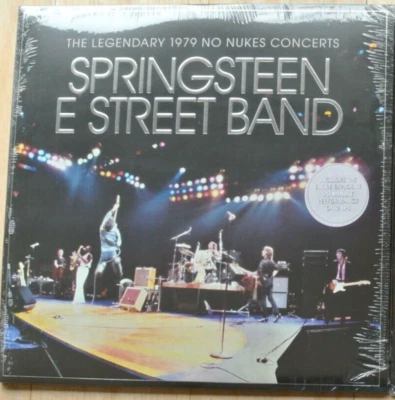 THE LEGENDARY 1979 NO NUKES CONCERTS
SPRINGSTEEN
E STREET BAND